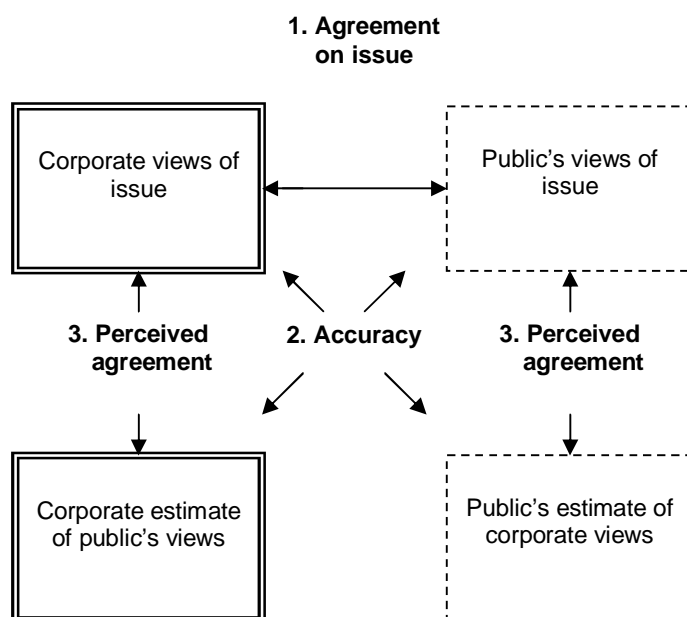 1. Agreement
on issue
Corporate views of
issue
Public's views of
issue
3. Perceived
agreement
2. Accuracy
3. Perceived
agreement
Corporate estimate
of public's views
Public's estimate of
corporate views